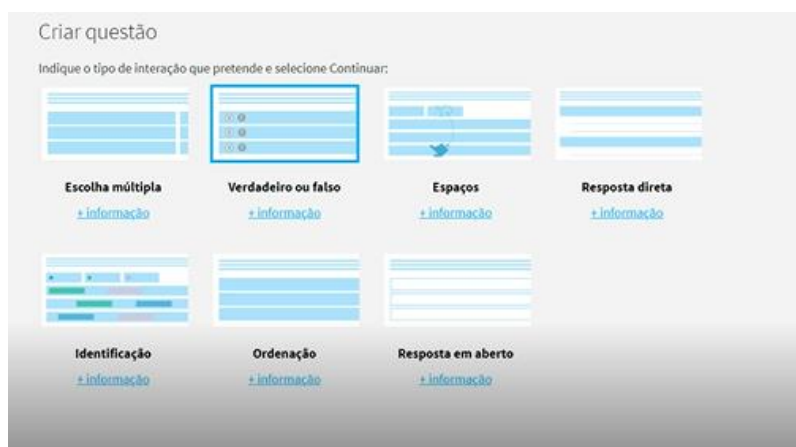 Criar questão
Indique o tipo de interação que pretende e selecione Continuar:
Escolha múltipla
Verdadeiro ou falso
Espaços
Resposta direta
+ informação
+ informação
+ informação
+ informação
Identificação
Ordenação
Resposta em aberto
+ informação
+ informação
+ informação